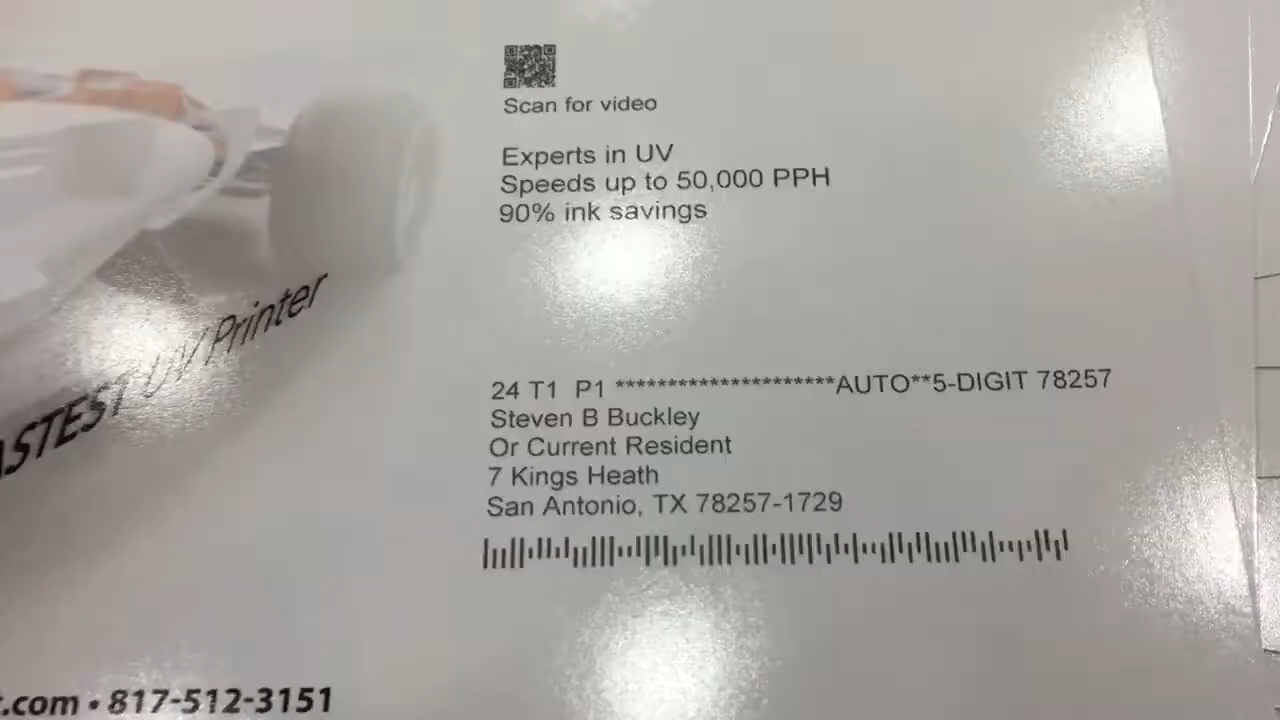 Scan for video
Experts in UV
Speeds up to 50,000 PPH
90% ink savings
UV Printer
24 T1 P1 *********************AUTO**5-DIGIT 78257
Steven B Buckley
Or Current Resident
7 Kings Heath
San Antonio, TX 78257-1729
.com • 817-512-3151